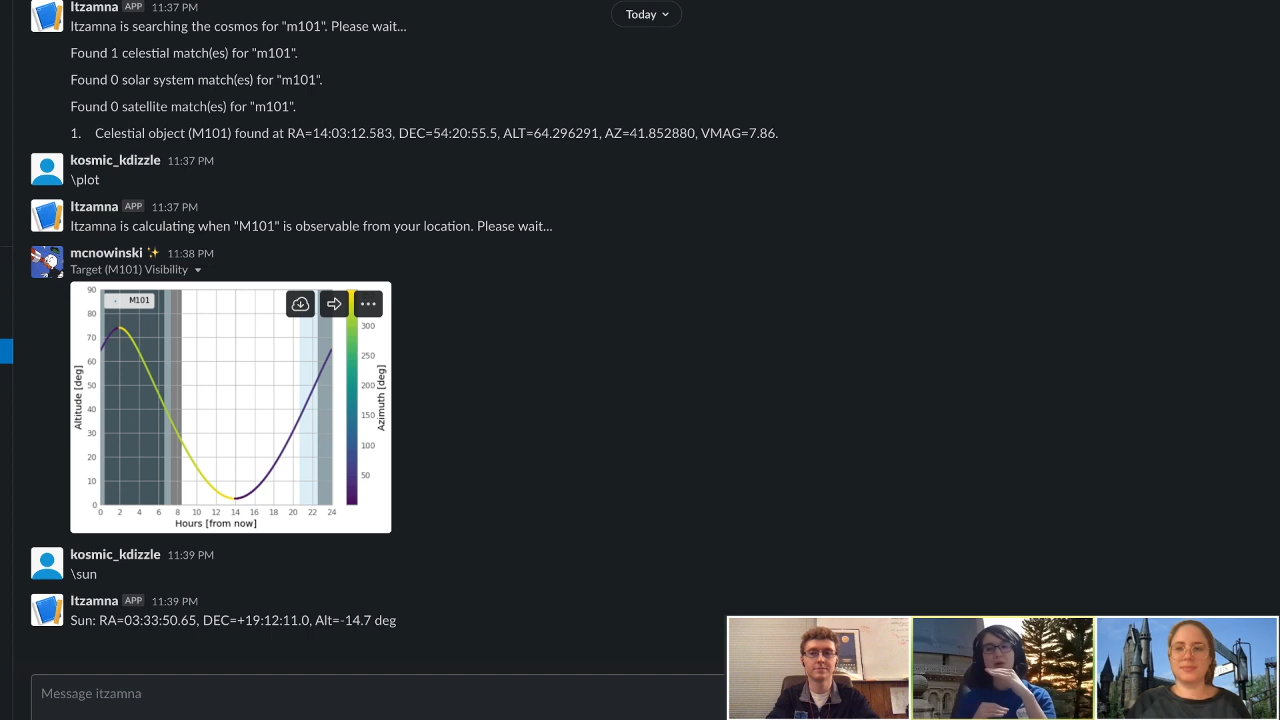 Today
Itzamna APP 11:37 PM
Itzamna is searching the cosmos for "m101". Please wait...
Found 1 celestial match(es) for "m101".
Found 0 solar system match(es) for "m101".
Found 0 satellite match(es) for "m101".
1. Celestial object (M101) found at RA=14:03:12.583, DEC=54:20:55.5, ALT=64.296291, AZ=41.852880, VMAG=7.86.
kosmic_kdizzle 11:37 PM
\plot
Itzamna APP 11:37 PM
Itzamna is calculating when "M101" is observable from your location. Please wait...
mcnowinski 11:38 PM
Target (M101) Visibility
M101
Altitude [deg]
90
80
70
60
50
40
30
20
10
0
0 2 4 6 8 10 12 14 16 18 20 22 24
Hours [from now]
300
250
200
150
100
50
Azimuth [deg]
kosmic_kdizzle 11:39 PM
\sun
Itzamna APP 11:39 PM
Sun: RA=03:33:50.65, DEC=+19:12:11.0, Alt=-14.7 deg
Message itzamna